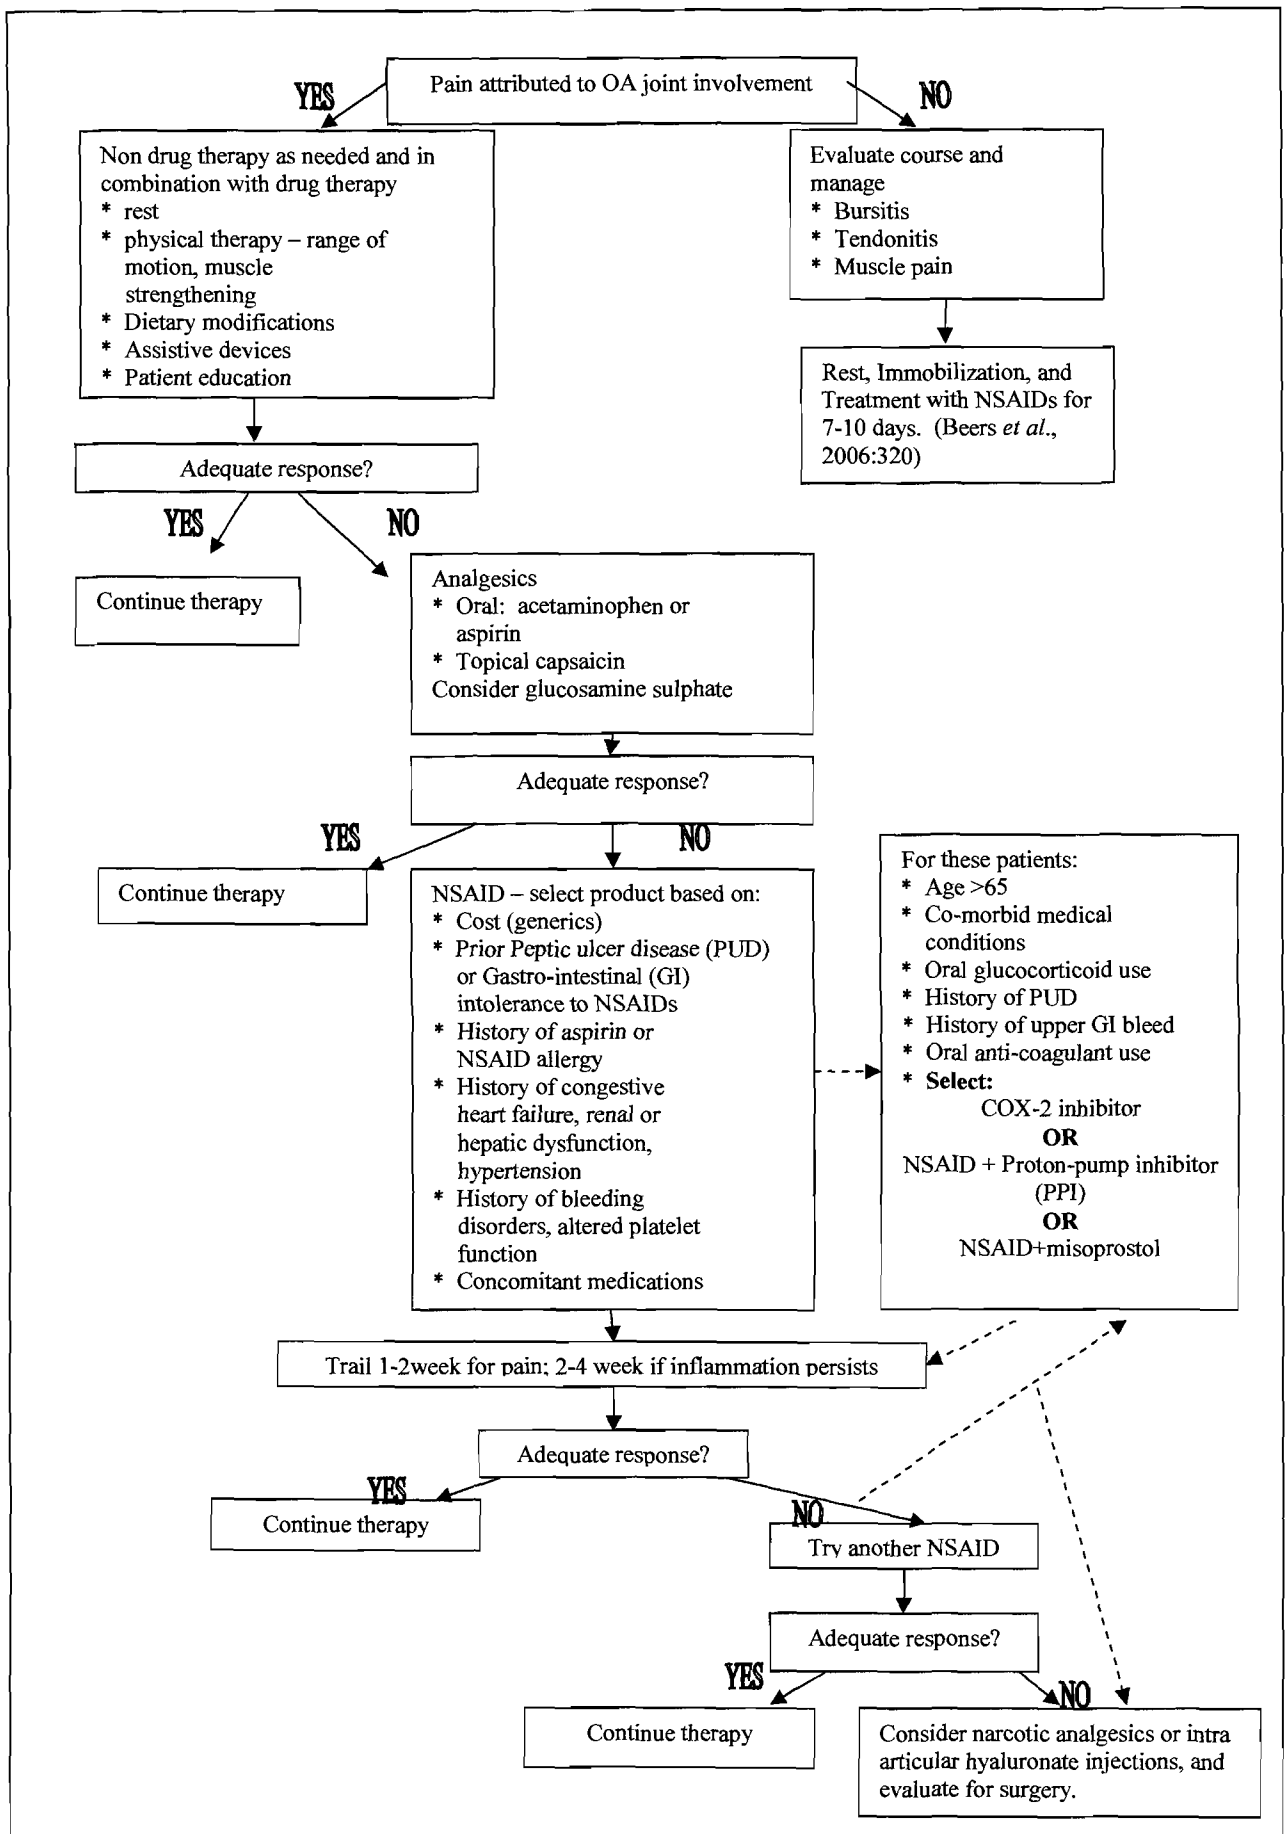 Pain attributed to OA joint involvement
YES
NO
Non drug therapy as needed and in
combination with drug therapy
* rest
* physical therapy – range of
motion, muscle
strengthening
* Dietary modifications
* Assistive devices
* Patient education
Evaluate course and
manage
* Bursitis
* Tendonitis
* Muscle pain
Rest, Immobilization, and
Treatment with NSAIDs for
7-10 days. (Beers et al.,
2006:320)
Adequate response?
YES
NO
Continue therapy
Analgesics
* Oral: acetaminophen or
aspirin
* Topical capsaicin
Consider glucosamine sulphate
Adequate response?
YES
NO
Continue therapy
NSAID – select product based on:
* Cost (generics)
* Prior Peptic ulcer disease (PUD)
or Gastro-intestinal (GI)
intolerance to NSAIDs
* History of aspirin or
NSAID allergy
* History of congestive
heart failure, renal or
hepatic dysfunction,
hypertension
* History of bleeding
disorders, altered platelet
function
* Concomitant medications
For these patients:
* Age >65
* Co-morbid medical
conditions
* Oral glucocorticoid use
* History of PUD
* History of upper GI bleed
* Oral anti-coagulant use
* Select:
COX-2 inhibitor
OR
NSAID + Proton-pump inhibitor
(PPI)
OR
NSAID+misoprostol
Trail 1-2week for pain; 2-4 week if inflammation persists
Adequate response?
YES
NO
Continue therapy
Try another NSAID
Adequate response?
YES
NO
Continue therapy
Consider narcotic analgesics or intra
articular hyaluronate injections, and
evaluate for surgery.